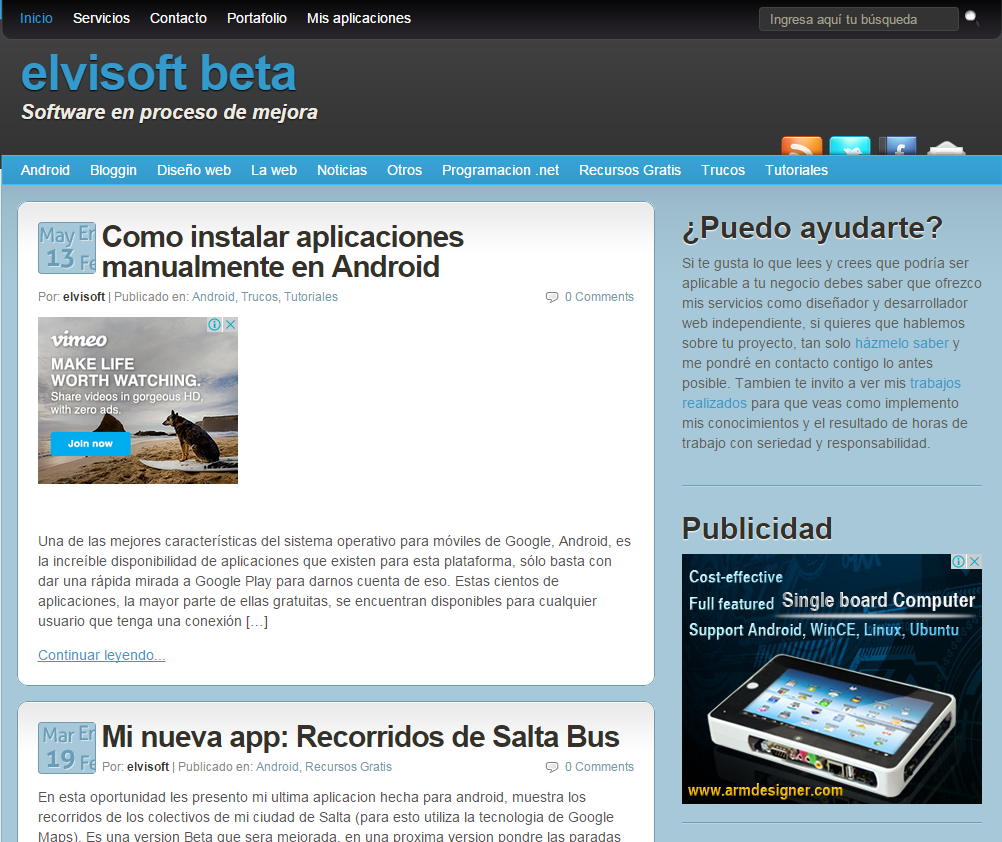 Inicio Servicios Contacto Portafolio Mis aplicaciones
Ingresa aquí tu búsqueda
elvisoft beta
Software en proceso de mejora
Android Bloggin Diseño web La web Noticias Otros Programacion .net Recursos Gratis Trucos Tutoriales
May
13
Como instalar aplicaciones
manualmente en Android
Por: elvisoft | Publicado en: Android, Trucos, Tutoriales
0 Comments
vimeo
MAKE LIFE
WORTH WATCHING.
Share videos in gorgeous HD,
with zero ads.
Join now
Una de las mejores características del sistema operativo para móviles de Google, Android, es
la increíble disponibilidad de aplicaciones que existen para esta plataforma, sólo basta con
dar una rápida mirada a Google Play para darnos cuenta de eso. Estas cientos de
aplicaciones, la mayor parte de ellas gratuitas, se encuentran disponibles para cualquier
usuario que tenga una conexión […]
Continuar leyendo...
Mar
19
Mi nueva app: Recorridos de Salta Bus
Por: elvisoft | Publicado en: Android, Recursos Gratis
0 Comments
En esta oportunidad les presento mi ultima aplicacion hecha para android, muestra los
recorridos de los colectivos de mi ciudad de Salta (para esto utiliza la tecnologia de Google
Maps). Es una version Beta que sera mejorada, en una proxima version pondre las paradas
¿Puedo ayudarte?
Si te gusta lo que lees y crees que podría ser
aplicable a tu negocio debes saber que ofrezco
mis servicios como diseñador y desarrollador
web independiente, si quieres que hablemos
sobre tu proyecto, tan solo házmelo saber y
me pondré en contacto contigo lo antes
posible. Tambien te invito a ver mis trabajos
realizados para que veas como implemento
mis conocimientos y el resultado de horas de
trabajo con seriedad y responsabilidad.
Publicidad
Cost-effective
Full featured Single board Computer
Support Android, WinCE, Linux, Ubuntu
www.armdesigner.com